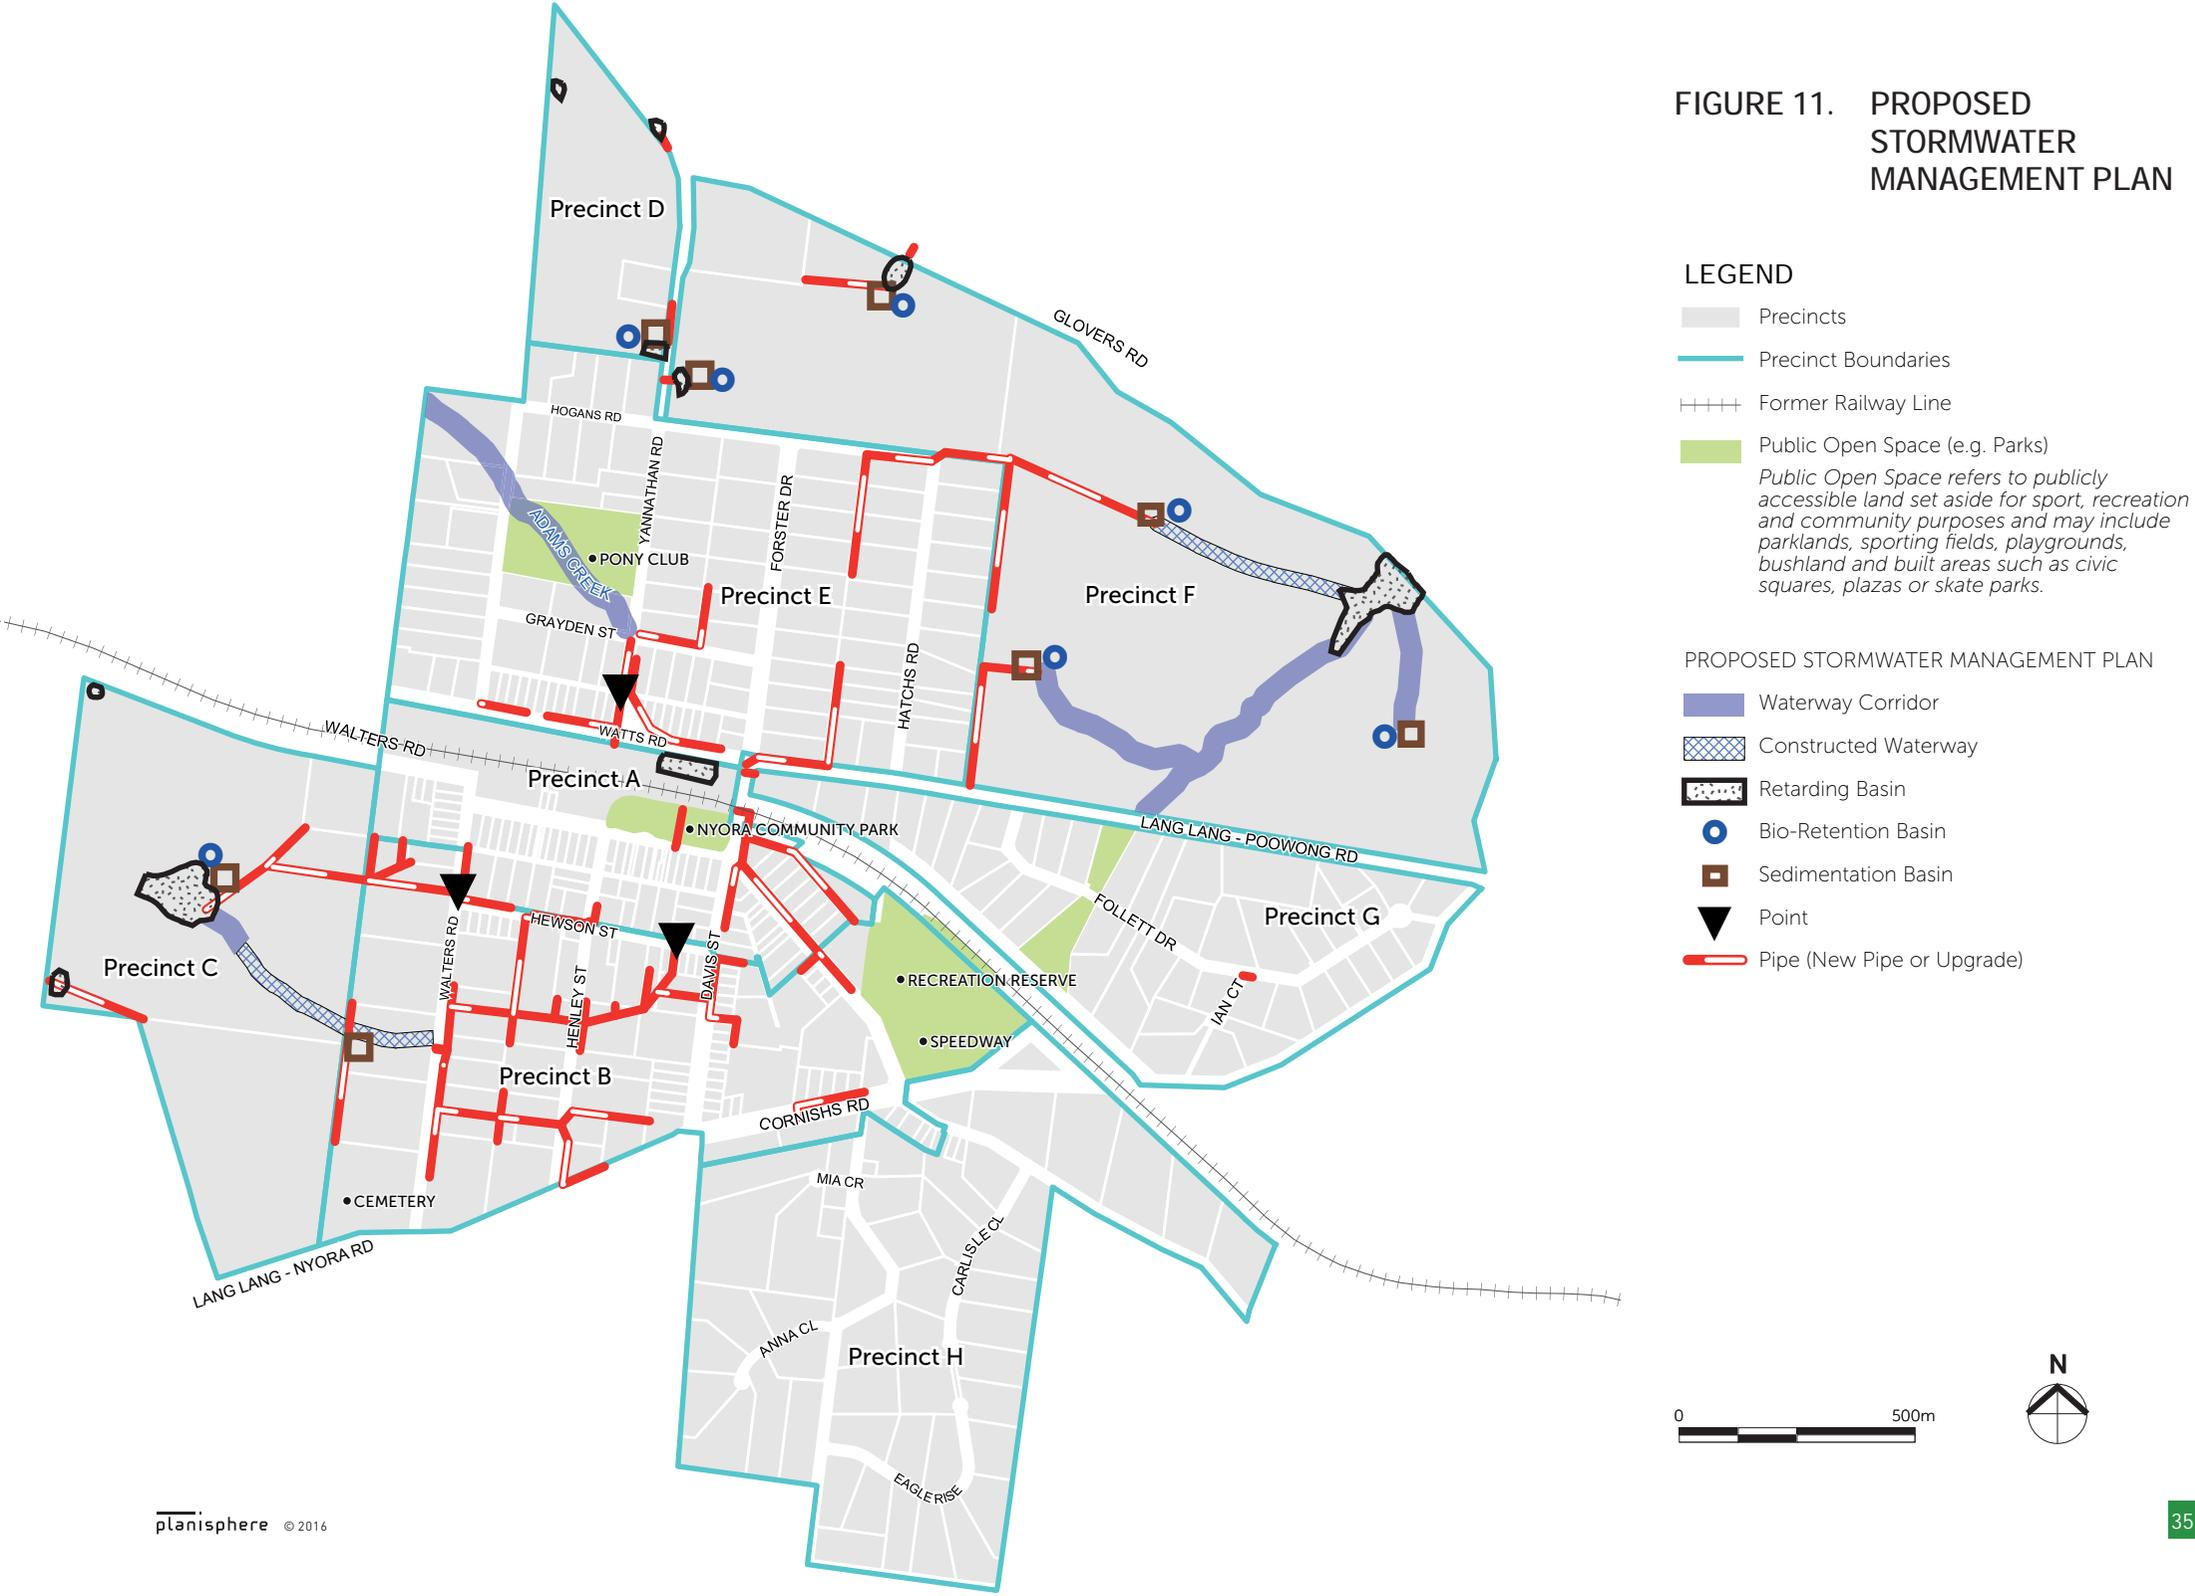 FIGURE 11. PROPOSED
STORMWATER
MANAGEMENT PLAN
LEGEND
Precincts
Precinct Boundaries
Former Railway Line
Public Open Space (e.g. Parks)
Public Open Space refers to publicly
accessible land set aside for sport, recreation
and community purposes and may include
parklands, sporting fields, playgrounds,
bushland and built areas such as civic
squares, plazas or skate parks.
PROPOSED STORMWATER MANAGEMENT PLAN
Waterway Corridor
Constructed Waterway
Retarding Basin
Bio-Retention Basin
Sedimentation Basin
Point
Pipe (New Pipe or Upgrade)
Precinct D
GLOVERS RD
HOGANS RD
YANNATHAN RD
FORSTER DR
ADAMS CREEK
PONY CLUB
Precinct E
Precinct F
GRAYDEN ST
HATCHS RD
WALTERS RD
WATTS RD
Precinct A
NYORA COMMUNITY PARK
LANG LANG - POOWONG RD
FOLLETT DR
Precinct G
HEWSON ST
WALTERS RD
DAVIS ST
Precinct C
HENLEY ST
RECREATION RESERVE
IAN CT
SPEEDWAY
Precinct B
CORNISHS RD
CEMETERY
MIA CR
LANG LANG - NYORA RD
CARLISLE CL
ANNA CL
Precinct H
EAGLE RISE
N
0 500m
planisphere © 2016
35